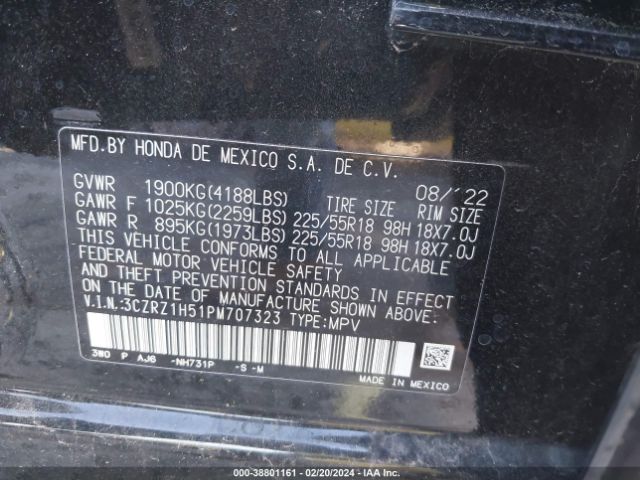 MFD.BY HONDA DE MEXICO S.A. DE C.V.
08/'22
GVWR 1900KG(4188LBS) TIRE SIZE RIM SIZE
GAWR F 1025KG(2259LBS) 225/55R18 98H 18X7.0J
GAWR R 895KG(1973LBS) 225/55R18 98H 18X7.0J
THIS VEHICLE CONFORMS TO ALL APPLICABLE
FEDERAL MOTOR VEHICLE SAFETY
AND THEFT PREVENTION STANDARDS IN EFFECT
ON THE DATE OF MANUFACTURE SHOWN ABOVE.
V.I.N.:3CZRZ1H51PM707323 TYPE:MPV
3W0 P AJ6 -NH731P -S -M
MADE IN MEXICO
000-38801161 - 02/20/2024 - IAA Inc.